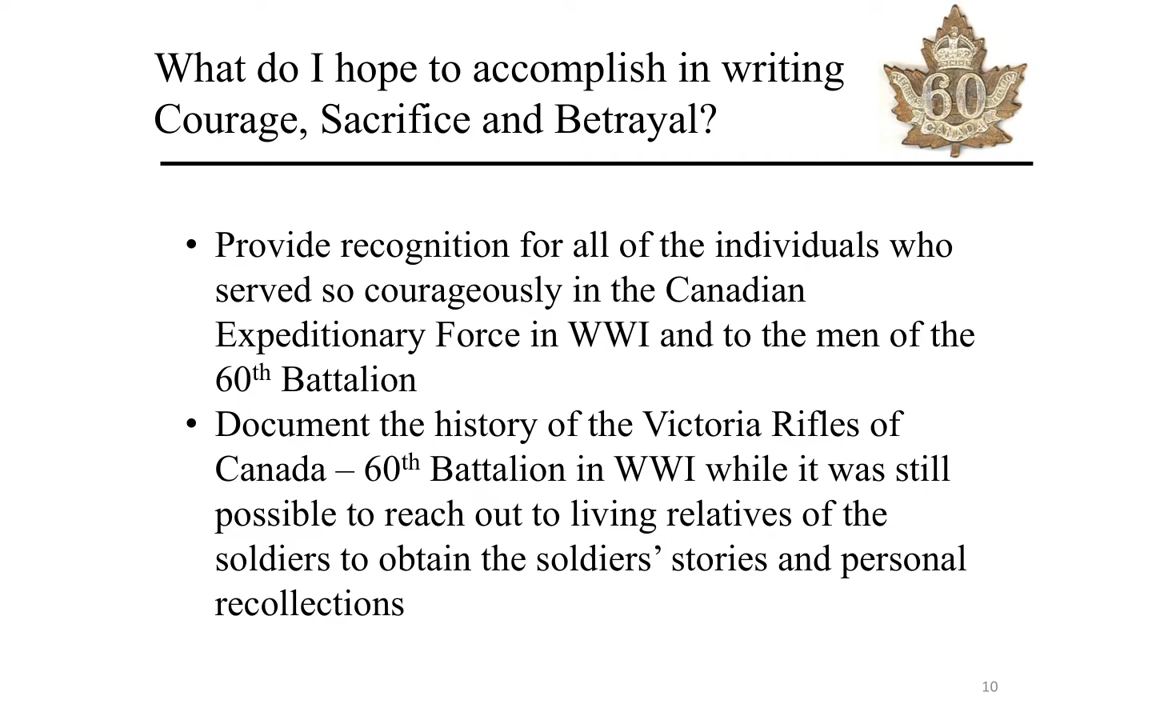 What do I hope to accomplish in writing
Courage, Sacrifice and Betrayal?
60
CANADA
• Provide recognition for all of the individuals who
served so courageously in the Canadian
Expeditionary Force in WWI and to the men of the
60th Battalion
• Document the history of the Victoria Rifles of
Canada – 60th Battalion in WWI while it was still
possible to reach out to living relatives of the
soldiers to obtain the soldiers’ stories and personal
recollections
10